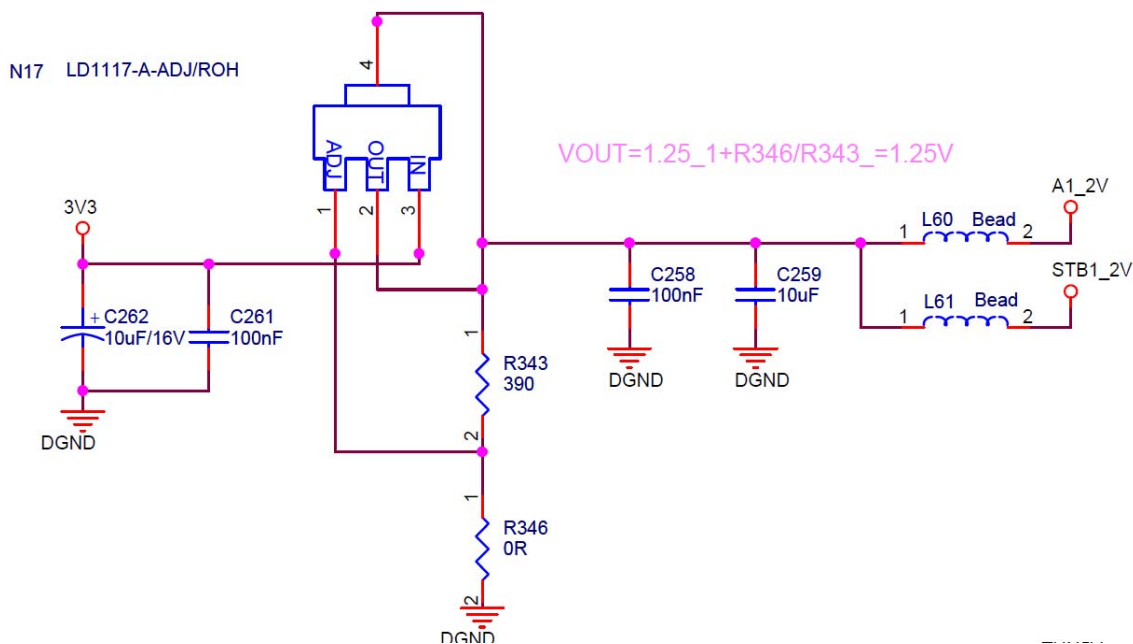 N17 LD1117-A-ADJ/ROH
4
ADJ
OUT
IN
1
2
3
VOUT=1.25_1+R346/R343_=1.25V
3V3
A1_2V
1 L60 Bead 2
STB1_2V
1 L61 Bead 2
C262
10uF/16V
C261
100nF
DGND
C258
100nF
DGND
C259
10uF
DGND
1
R343
390
2
1
R346
0R
2
DGND